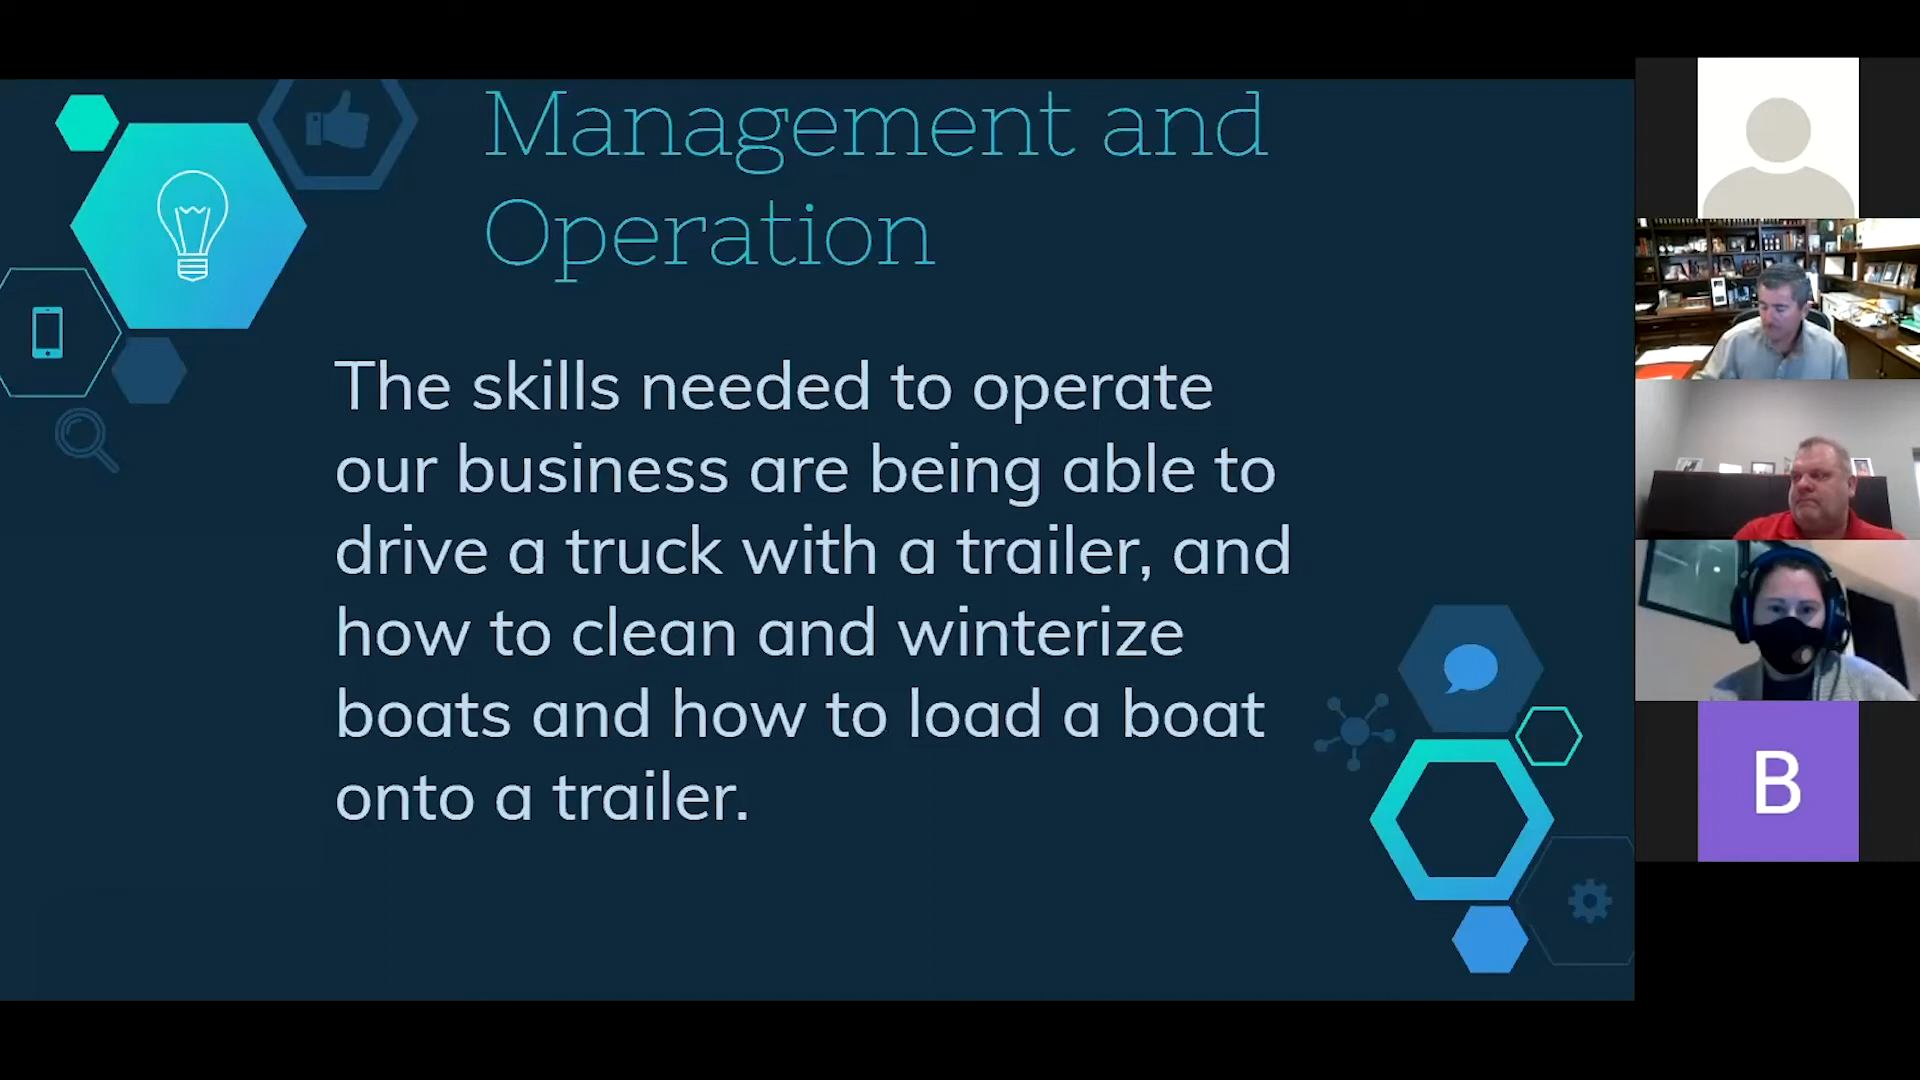 Management and
Operation
The skills needed to operate
our business are being able to
drive a truck with a trailer, and
how to clean and winterize
boats and how to load a boat
onto a trailer.
B